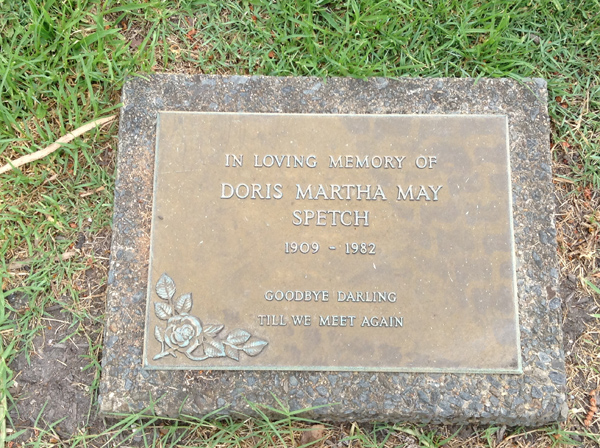 IN LOVING MEMORY OF
DORIS MARTHA MAY
SPETCH
1909 - 1982
GOODBYE DARLING
TILL WE MEET AGAIN